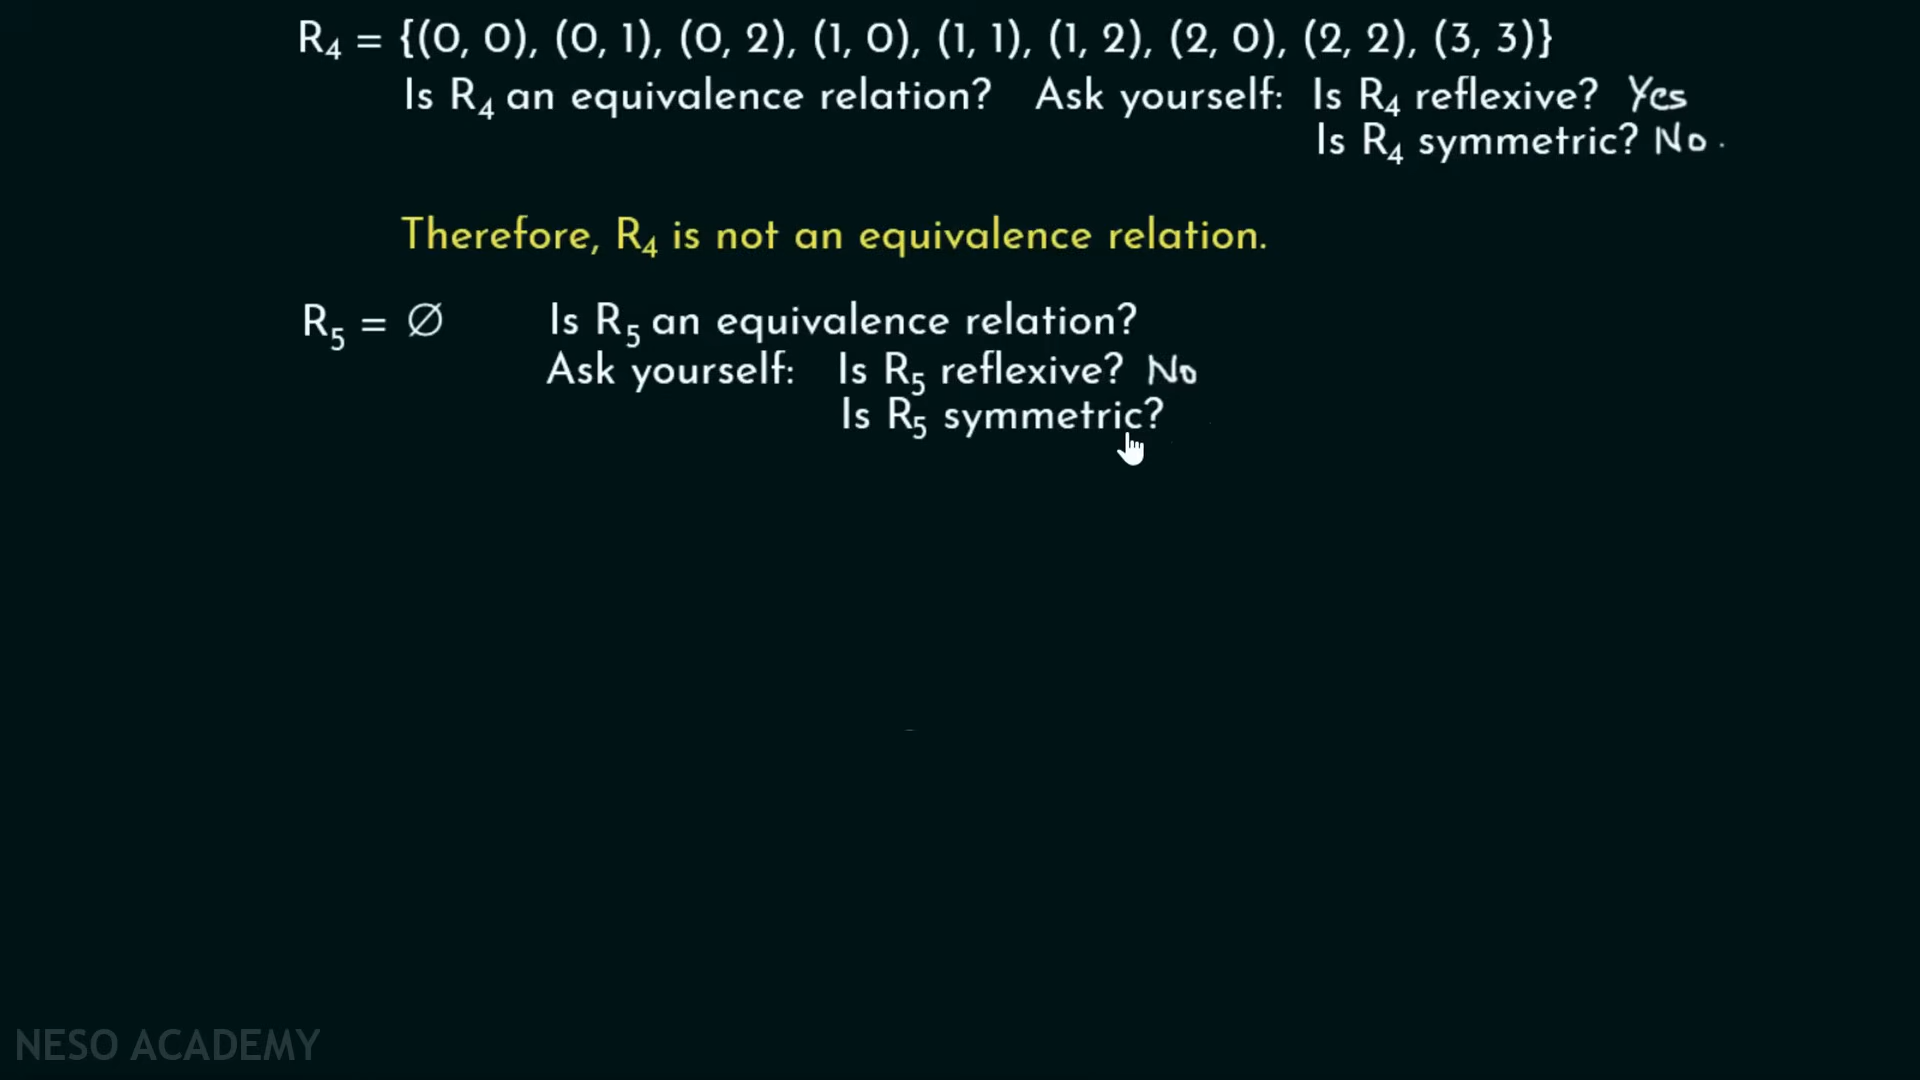 R₄ = {(0, 0), (0, 1), (0, 2), (1, 0), (1, 1), (1, 2), (2, 0), (2, 2), (3, 3)}
Is R₄ an equivalence relation? Ask yourself: Is R₄ reflexive? Yes
Is R₄ symmetric? No.
Therefore, R₄ is not an equivalence relation.
R₅ = ∅ Is R₅ an equivalence relation?
Ask yourself: Is R₅ reflexive? No
Is R₅ symmetric?
NESO ACADEMY